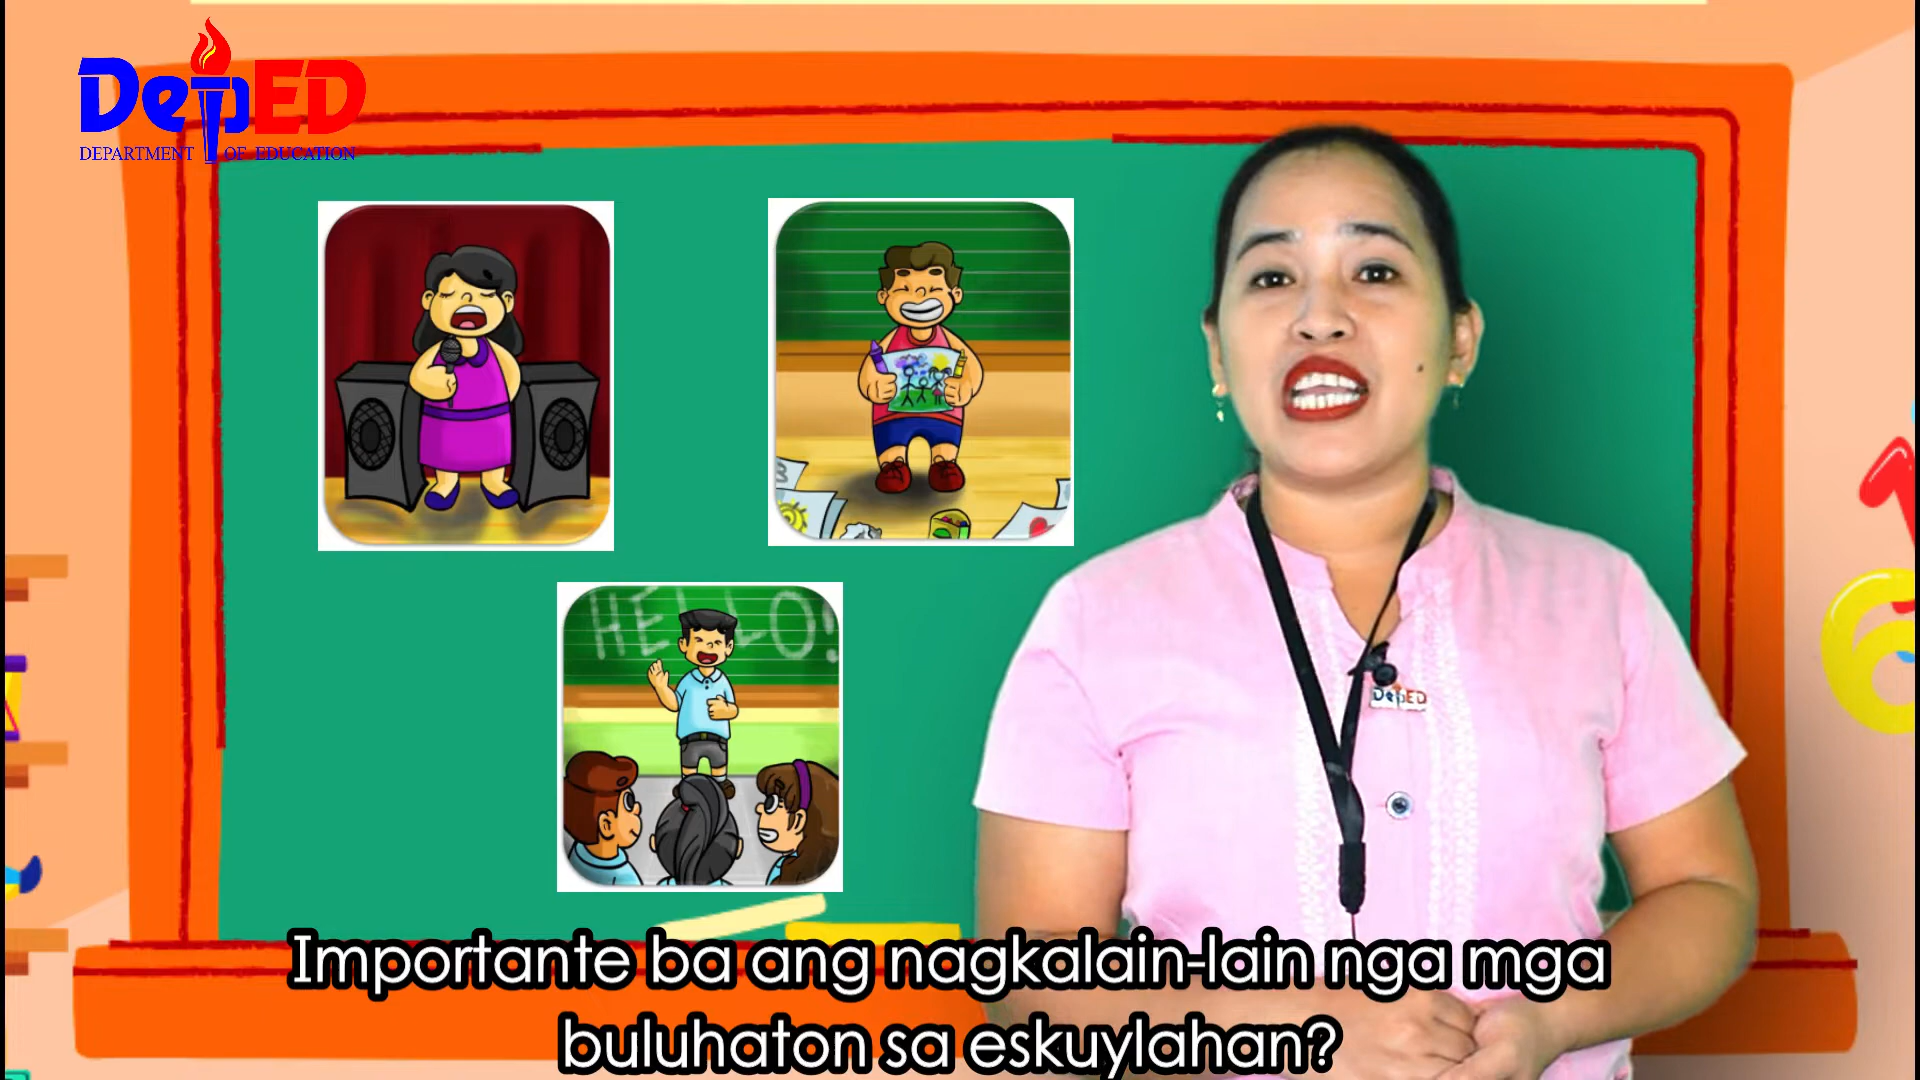 DepED
DEPARTMENT OF EDUCATION
HELLO!
DepED
Importante ba ang nagkalain-lain nga mga
buluhaton sa eskuylahan?